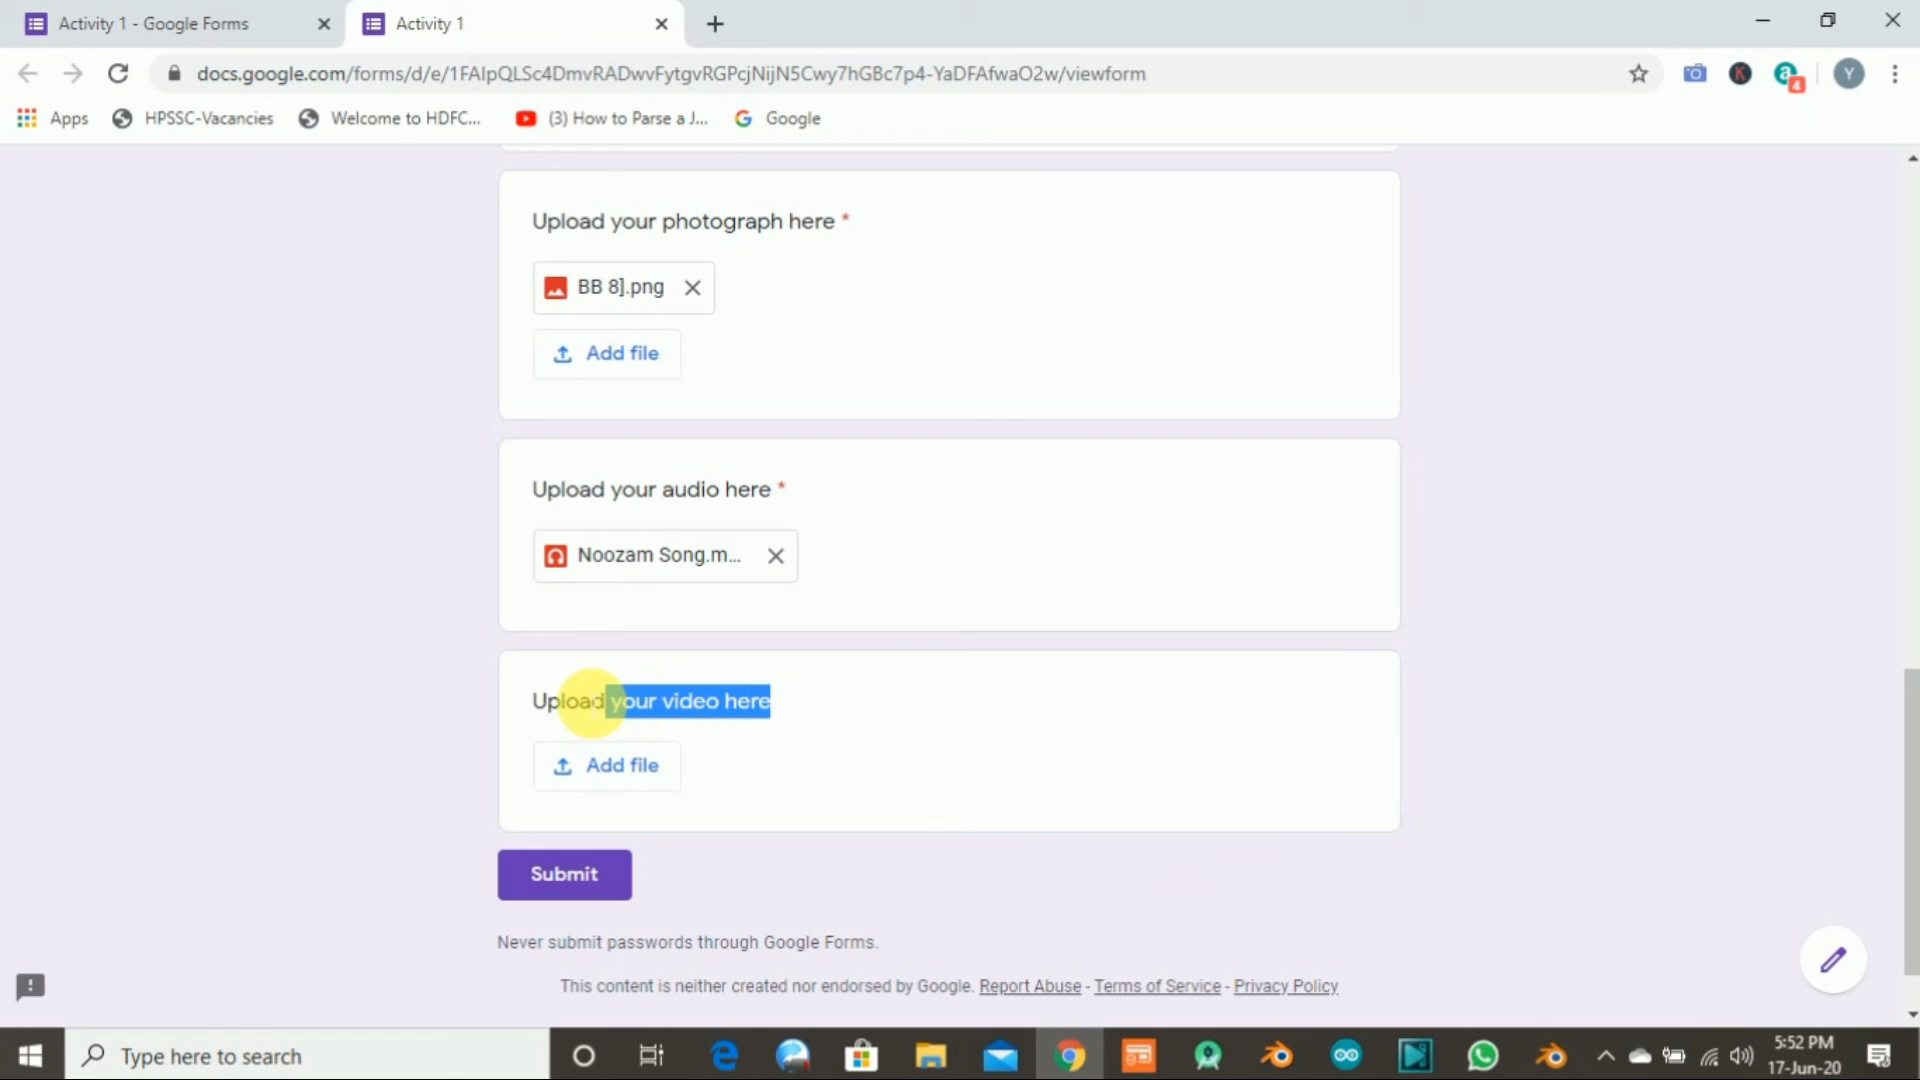 Activity 1 - Google Forms
Activity 1
docs.google.com/forms/d/e/1FAIpQLSc4DmvRADwvFytgvRGPcjNijN5Cwy7hGBc7p4-YaDFAfwaO2w/viewform
K
a
4
Y
Apps
HPSSC-Vacancies
Welcome to HDFC...
(3) How to Parse a J...
Google
Upload your photograph here *
BB 8].png
Add file
Upload your audio here *
Noozam Song.m...
Upload your video here
Add file
Submit
Never submit passwords through Google Forms.
This content is neither created nor endorsed by Google. Report Abuse - Terms of Service - Privacy Policy
Type here to search
5:52 PM
17-Jun-20